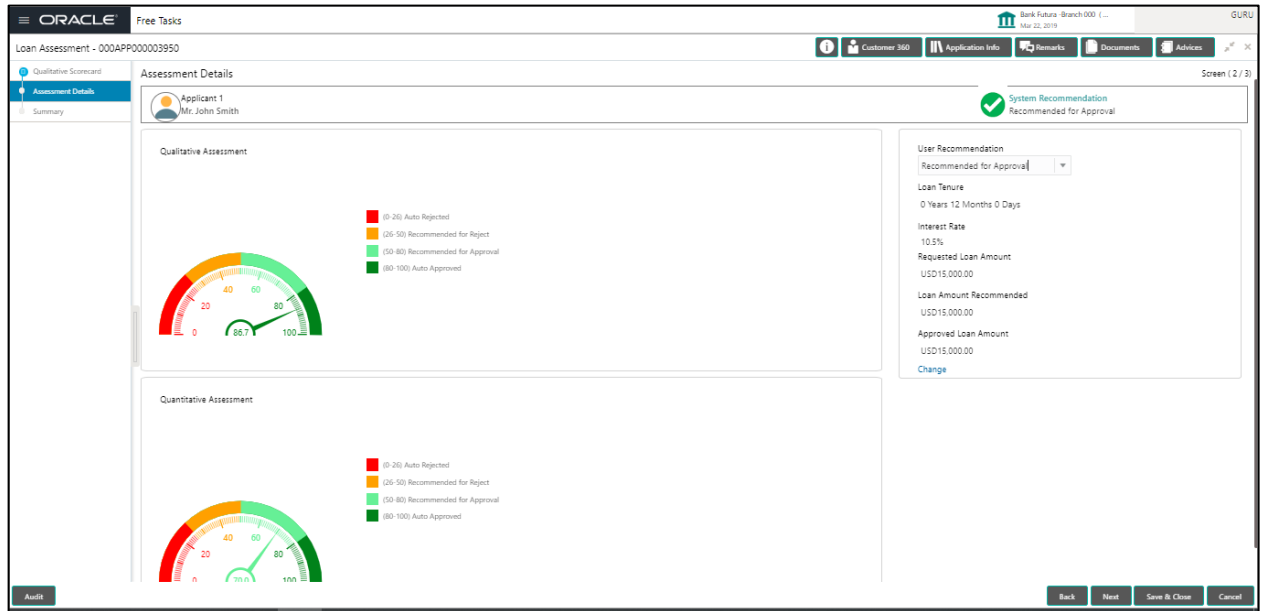 ORACLE
Free Tasks
Bank Futura -Branch 000 ( ...
Mar 22, 2019
GURU
Loan Assessment - 000APP000003950
Customer 360
Application Info
Remarks
Documents
Advices
Qualitative Scorecard
Assessment Details
Summary
Assessment Details
Screen ( 2 / 3)
Applicant 1
Mr. John Smith
System Recommendation
Recommended for Approval
Qualitative Assessment
(0-26) Auto Rejected
(26-50) Recommended for Reject
(50-80) Recommended for Approval
(80-100) Auto Approved
0 20 40 60 80 100
86.7
User Recommendation
Recommended for Approval
Loan Tenure
0 Years 12 Months 0 Days
Interest Rate
10.5%
Requested Loan Amount
USD15,000.00
Loan Amount Recommended
USD15,000.00
Approved Loan Amount
USD15,000.00
Change
Quantitative Assessment
(0-26) Auto Rejected
(26-50) Recommended for Reject
(50-80) Recommended for Approval
(80-100) Auto Approved
0 20 40 60 80 100
Audit
Back
Next
Save & Close
Cancel